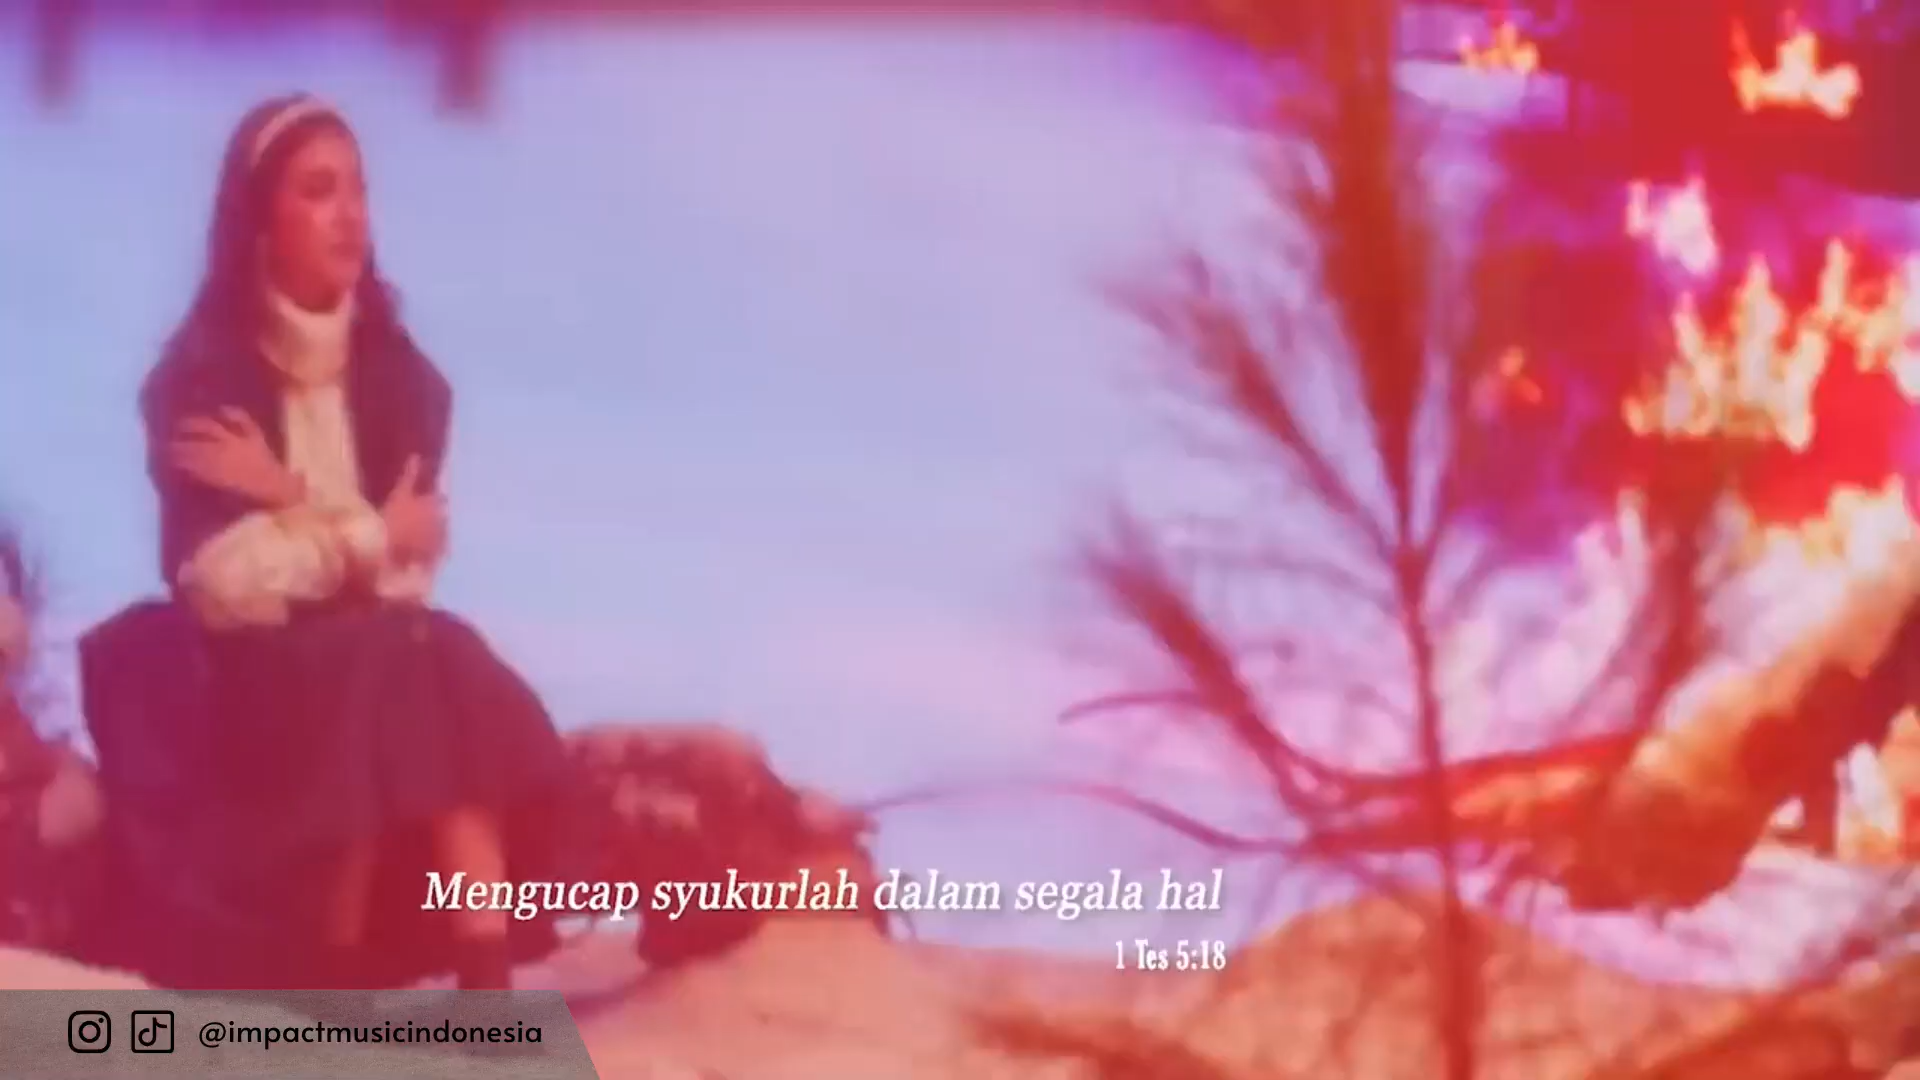 Mengucap syukurlah dalam segala hal
1 Tes 5:18
@impactmusicindonesia